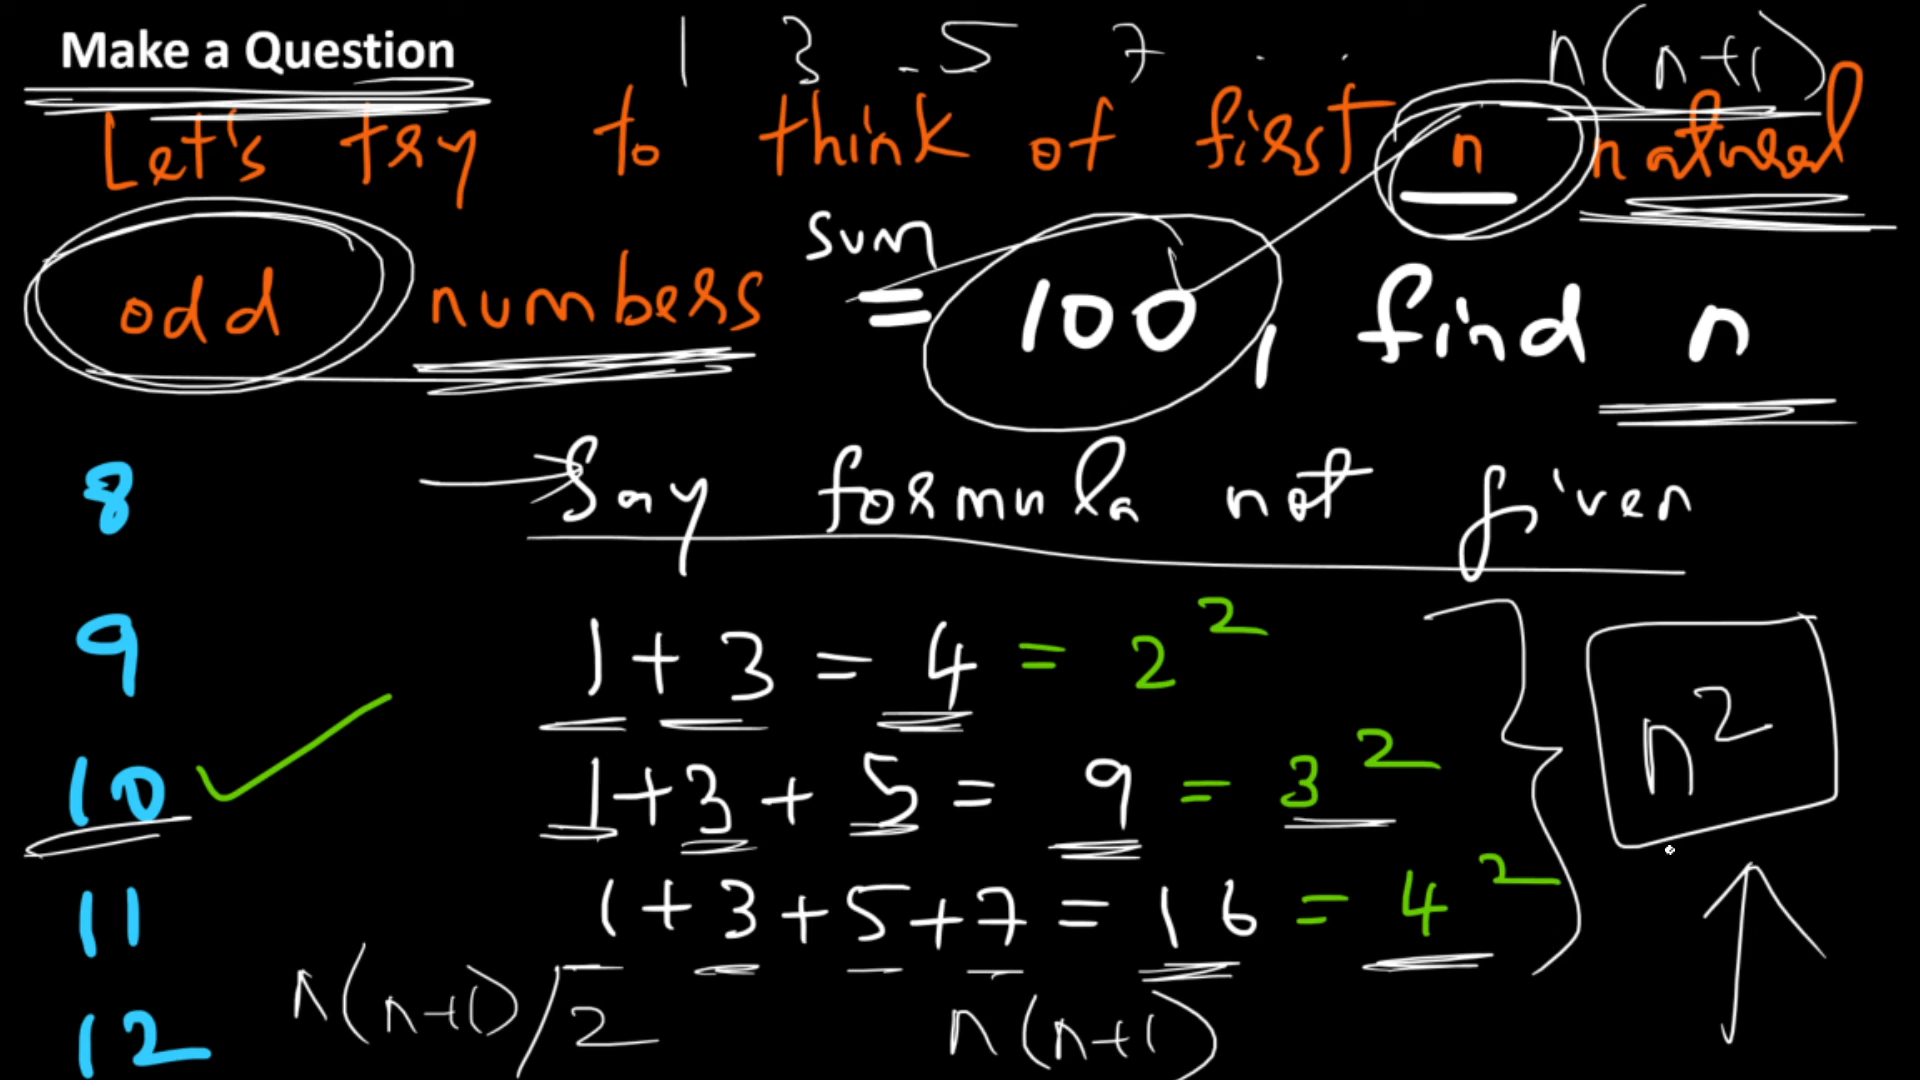 Make a Question
1 3 5 7 . . n(n+1)
Let's try to think of first n natural
odd numbers sum = 100, find n
8
Say formula not given
1 + 3 = 4 = 2²
9
1 + 3 + 5 = 9 = 3²
n²
10
1 + 3 + 5 + 7 = 16 = 4²
11
n(n+1)/2 n(n+1)
12